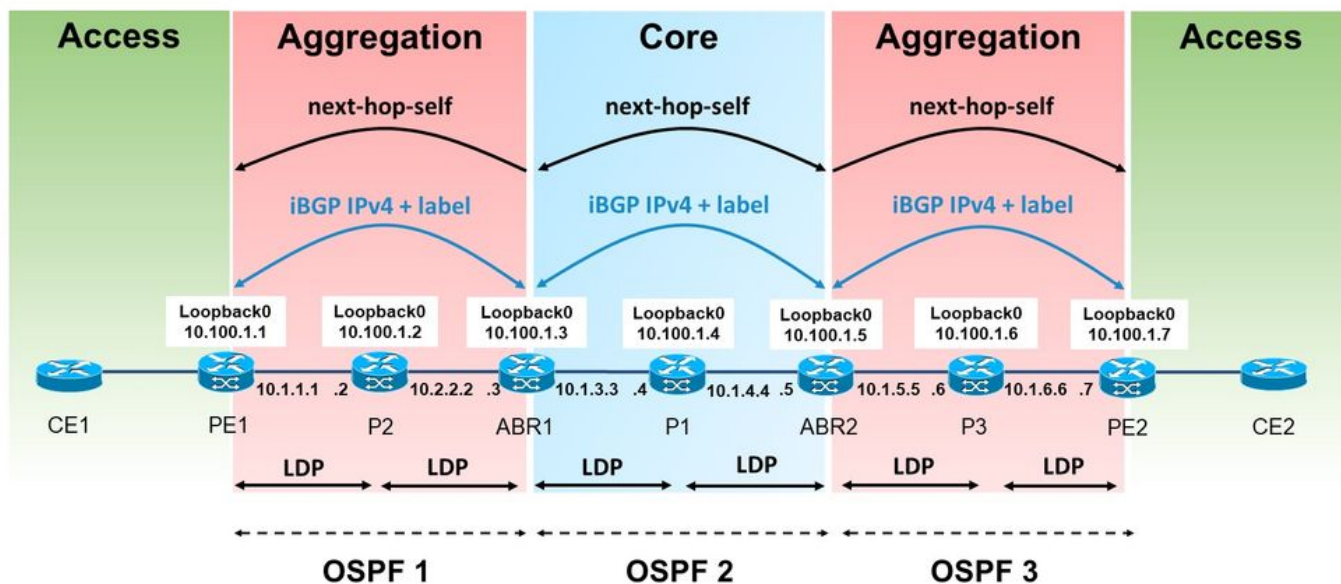 Access
Aggregation
Core
Aggregation
Access
next-hop-self
next-hop-self
next-hop-self
iBGP IPv4 + label
iBGP IPv4 + label
iBGP IPv4 + label
Loopback0
10.100.1.1
Loopback0
10.100.1.2
Loopback0
10.100.1.3
Loopback0
10.100.1.4
Loopback0
10.100.1.5
Loopback0
10.100.1.6
Loopback0
10.100.1.7
10.1.1.1 .2 10.2.2.2 .3 10.1.3.3 .4 10.1.4.4 .5 10.1.5.5 .6 10.1.6.6 .7
CE1 PE1 P2 ABR1 P1 ABR2 P3 PE2 CE2
LDP LDP LDP LDP LDP LDP
OSPF 1 OSPF 2 OSPF 3